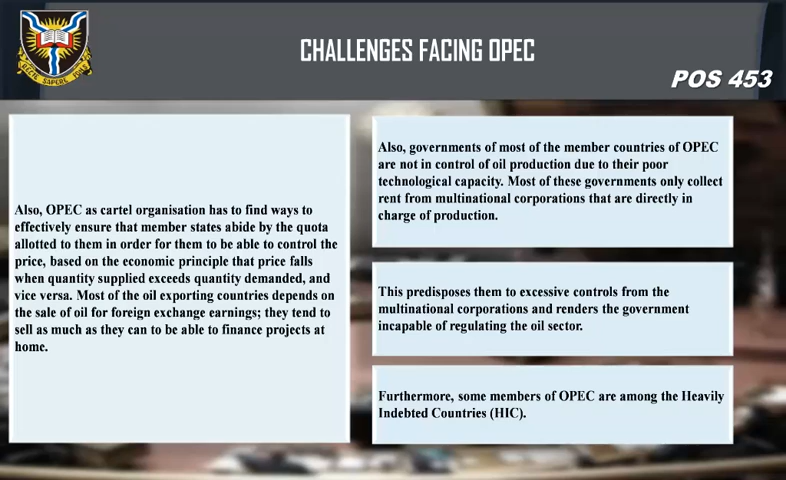 CHALLENGES FACING OPEC
POS 453
RECTE SAPERE FONS
Also, OPEC as cartel organisation has to find ways to
effectively ensure that member states abide by the quota
allotted to them in order for them to be able to control the
price, based on the economic principle that price falls
when quantity supplied exceeds quantity demanded, and
vice versa. Most of the oil exporting countries depends on
the sale of oil for foreign exchange earnings; they tend to
sell as much as they can to be able to finance projects at
home.
Also, governments of most of the member countries of OPEC
are not in control of oil production due to their poor
technological capacity. Most of these governments only collect
rent from multinational corporations that are directly in
charge of production.
This predisposes them to excessive controls from the
multinational corporations and renders the government
incapable of regulating the oil sector.
Furthermore, some members of OPEC are among the Heavily
Indebted Countries (HIC).